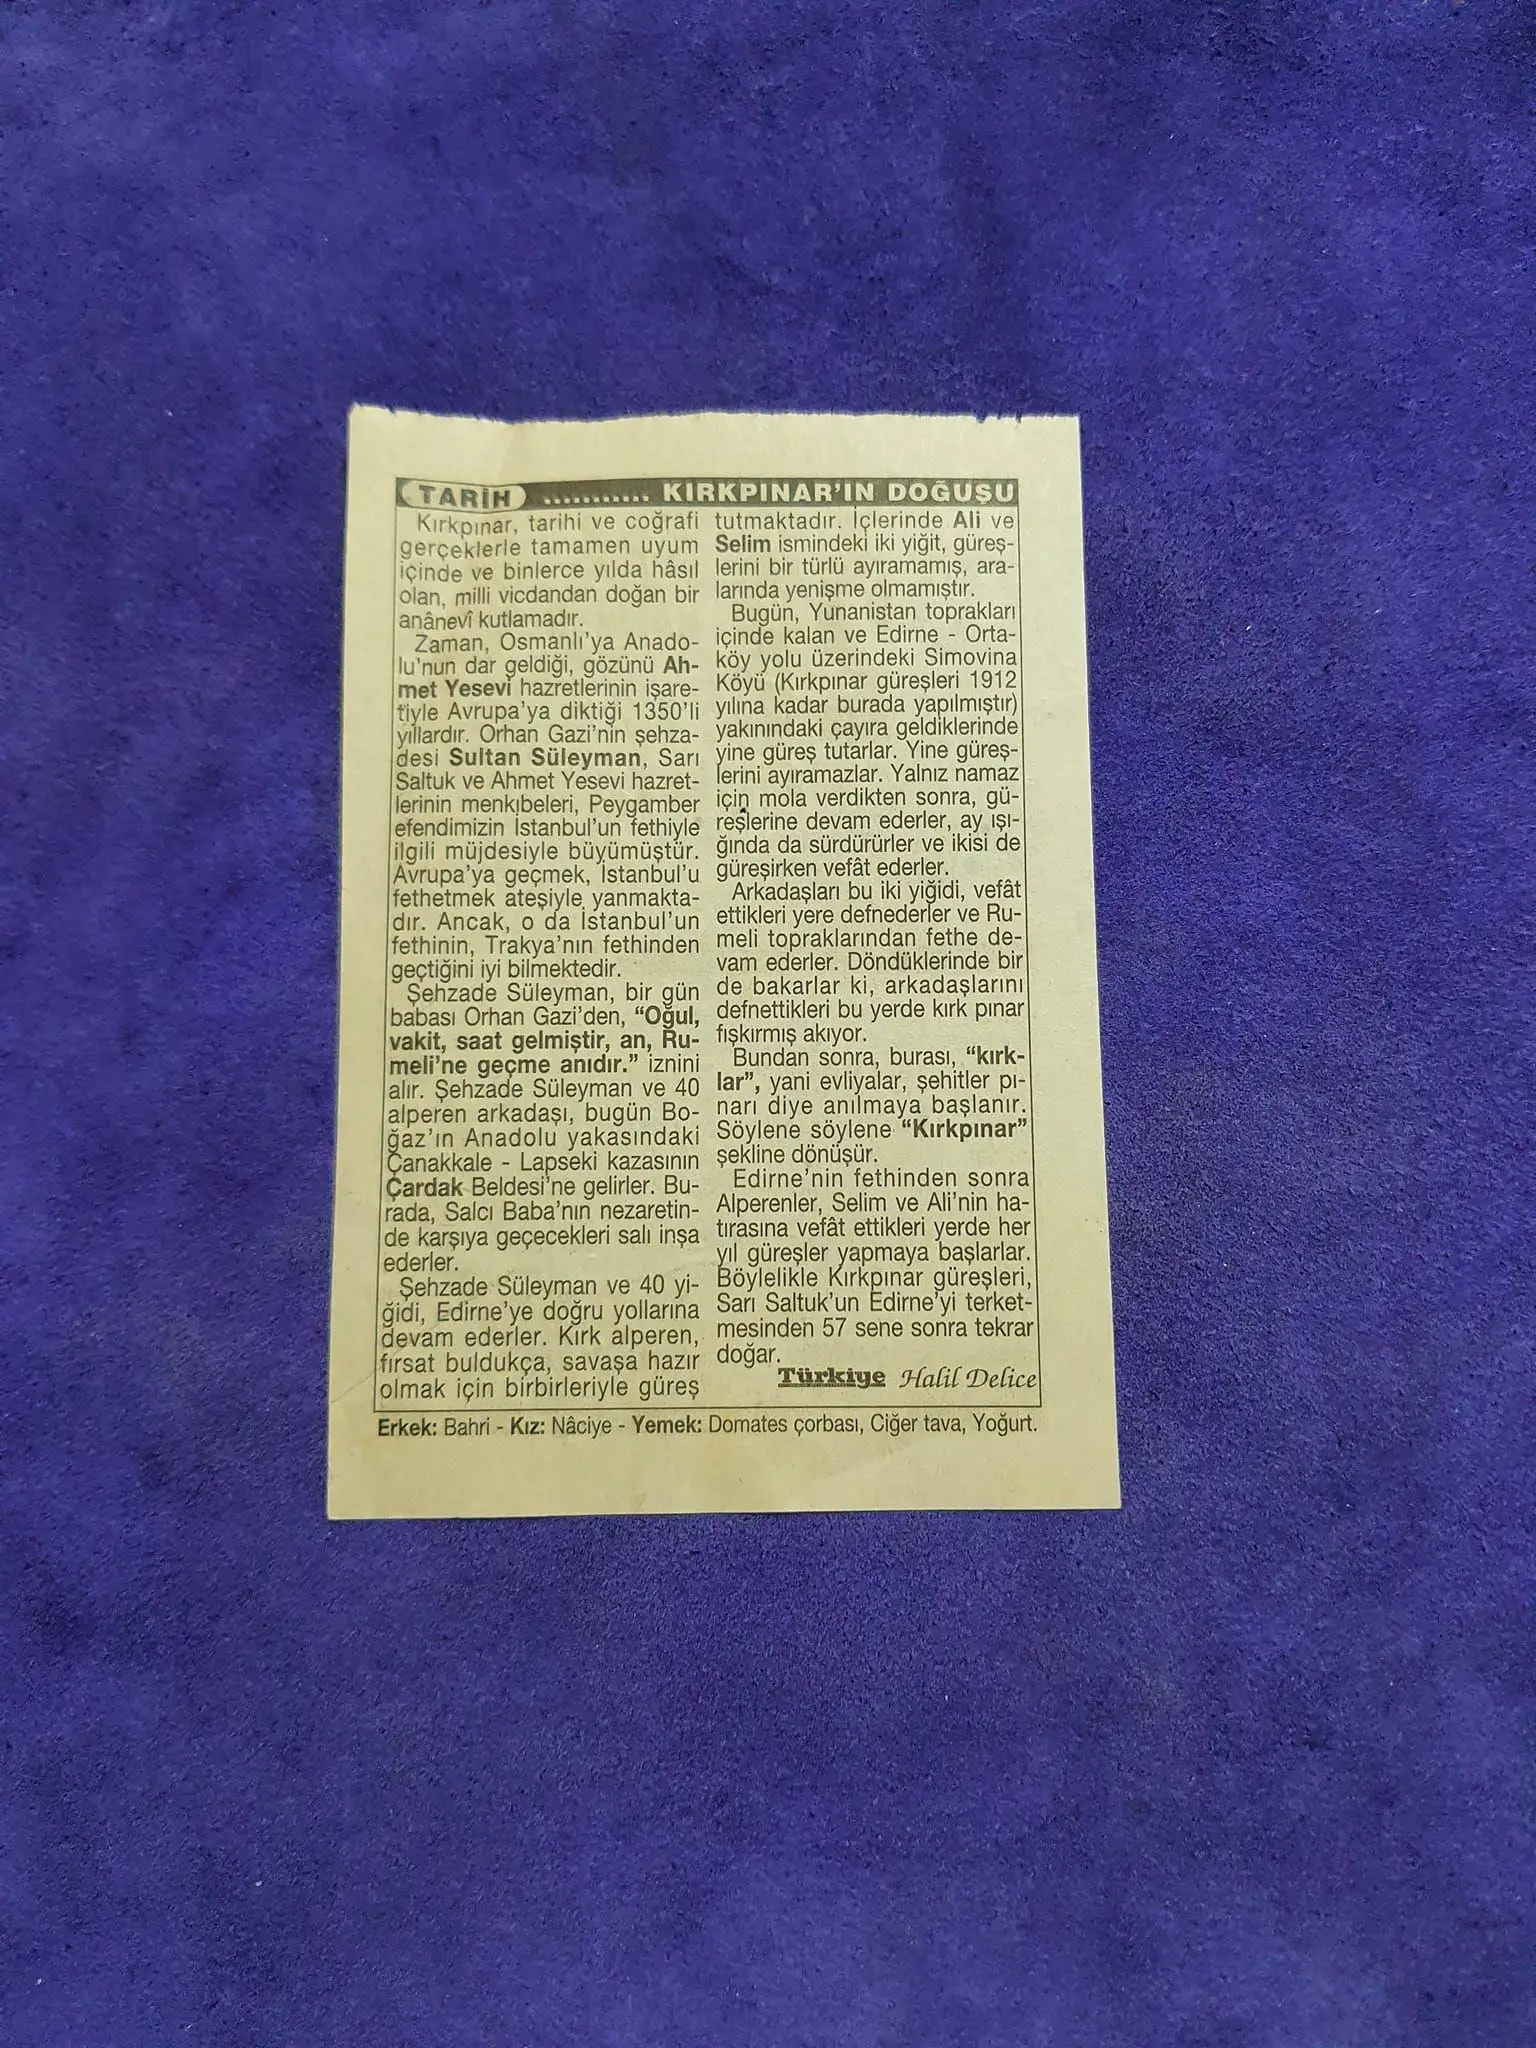 TARİH ........... KIRKPINAR'IN DOĞUŞU
Kırkpınar, tarihi ve coğrafi
gerçeklerle tamamen uyum
içinde ve binlerce yılda hâsıl
olan, milli vicdandan doğan bir
anânevî kutlamadır.
Zaman, Osmanlı'ya Anado-
lu'nun dar geldiği, gözünü Ah-
met Yesevi hazretlerinin işare-
tiyle Avrupa'ya diktiği 1350'li
yıllardır. Orhan Gazi'nin şehza-
desi Sultan Süleyman, Sarı
Saltuk ve Ahmet Yesevi hazret-
lerinin menkıbeleri, Peygamber
efendimizin İstanbul'un fethiyle
ilgili müjdesiyle büyümüştür.
Avrupa'ya geçmek, İstanbul'u
fethetmek ateşiyle yanmakta-
dır. Ancak, o da İstanbul'un
fethinin, Trakya'nın fethinden
geçtiğini iyi bilmektedir.
Şehzade Süleyman, bir gün
babası Orhan Gazi'den, “Oğul,
vakit, saat gelmiştir, an, Ru-
meli'ne geçme anıdır.” iznini
alır. Şehzade Süleyman ve 40
alperen arkadaşı, bugün Bo-
ğaz'ın Anadolu yakasındaki
Çanakkale - Lapseki kazasının
Çardak Beldesi'ne gelirler. Bu-
rada, Salcı Baba'nın nezaretin-
de karşıya geçecekleri salı inşa
ederler.
Şehzade Süleyman ve 40 yi-
ğidi, Edirne'ye doğru yollarına
devam ederler. Kırk alperen,
fırsat buldukça, savaşa hazır
olmak için birbirleriyle güreş
tutmaktadır. İçlerinde Ali ve
Selim ismindeki iki yiğit, güreş-
lerini bir türlü ayıramamış, ara-
larında yenişme olmamıştır.
Bugün, Yunanistan toprakları
içinde kalan ve Edirne - Orta-
köy yolu üzerindeki Simovina
Köyü (Kırkpınar güreşleri 1912
yılına kadar burada yapılmıştır)
yakınındaki çayıra geldiklerinde
yine güreş tutarlar. Yine güreş-
lerini ayıramazlar. Yalnız namaz
için mola verdikten sonra, gü-
reşlerine devam ederler, ay ışı-
ğında da sürdürürler ve ikisi de
güreşirken vefât ederler.
Arkadaşları bu iki yiğidi, vefât
ettikleri yere defnederler ve Ru-
meli topraklarından fethe de-
vam ederler. Döndüklerinde bir
de bakarlar ki, arkadaşlarını
defnettikleri bu yerde kırk pınar
fışkırmış akıyor.
Bundan sonra, burası, “kırk-
lar”, yani evliyalar, şehitler pı-
narı diye anılmaya başlanır.
Söylene söylene “Kırkpınar”
şekline dönüşür.
Edirne'nin fethinden sonra
Alperenler, Selim ve Ali'nin ha-
tırasına vefât ettikleri yerde her
yıl güreşler yapmaya başlarlar.
Böylelikle Kırkpınar güreşleri,
Sarı Saltuk'un Edirne'yi terket-
mesinden 57 sene sonra tekrar
doğar.
Türkiye Halil Delice
Erkek: Bahri - Kız: Nâciye - Yemek: Domates çorbası, Ciğer tava, Yoğurt.